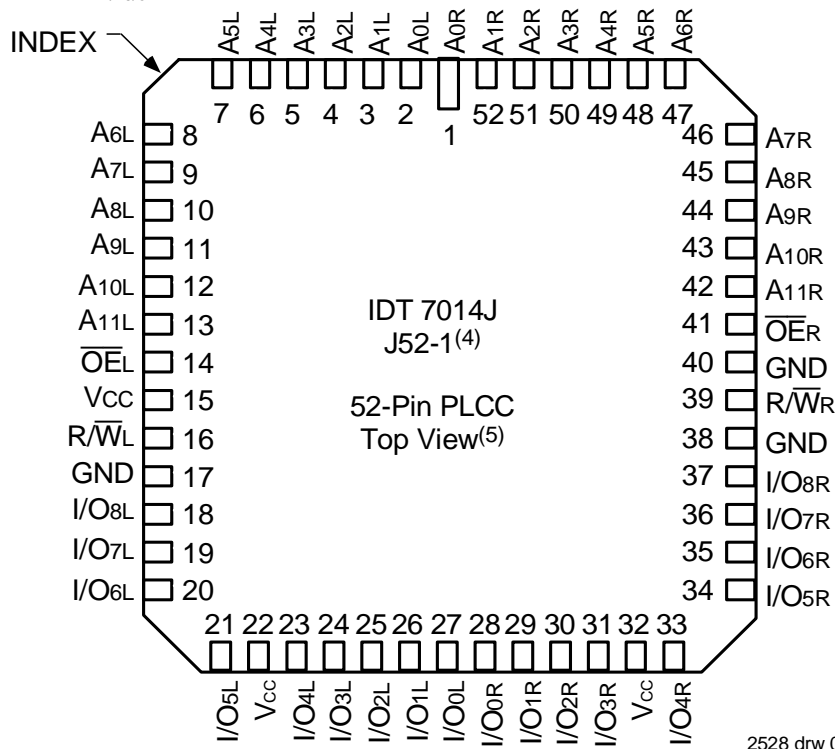 INDEX
A5L A4L A3L A2L A1L A0L A0R A1R A2R A3R A4R A5R A6R
7 6 5 4 3 2 1 52 51 50 49 48 47
A6L 8 46 A7R
A7L 9 45 A8R
A8L 10 44 A9R
A9L 11 43 A10R
A10L 12 42 A11R
A11L 13 41 O̅E̅R
O̅E̅L 14 40 GND
VCC 15 39 R/W̅R
R/W̅L 16 38 GND
GND 17 37 I/O8R
I/O8L 18 36 I/O7R
I/O7L 19 35 I/O6R
I/O6L 20 34 I/O5R
IDT 7014J
J52-1(4)
52-Pin PLCC
Top View(5)
21 22 23 24 25 26 27 28 29 30 31 32 33
I/O5L VCC I/O4L I/O3L I/O2L I/O1L I/O0L I/O0R I/O1R I/O2R I/O3R VCC I/O4R
2528 drw